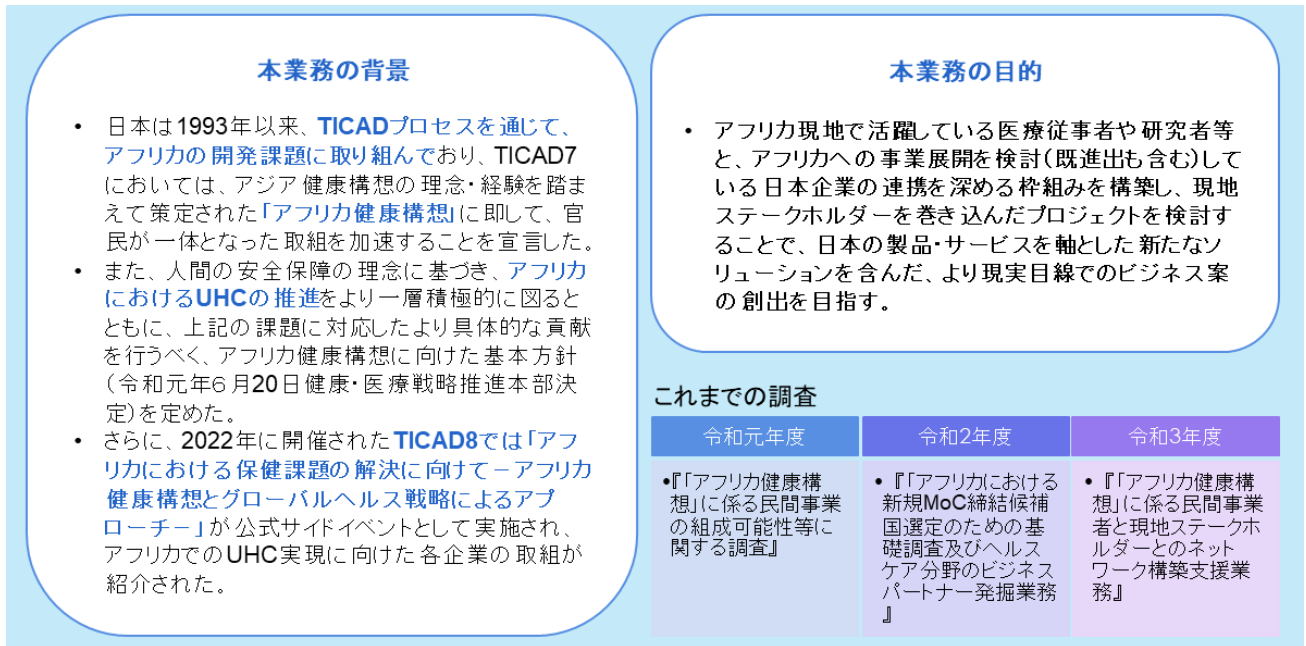 本業務の背景
• 日本は1993年以来、TICADプロセスを通じて、
アフリカの開発課題に取り組んでおり、TICAD7
においては、アジア健康構想の理念・経験を踏ま
えて策定された「アフリカ健康構想」に即して、官
民が一体となった取組を加速することを宣言した。
• また、人間の安全保障の理念に基づき、アフリカ
におけるUHCの推進をより一層積極的に図ると
ともに、上記の課題に対応したより具体的な貢献
を行うべく、アフリカ健康構想に向けた基本方針
(令和元年6月20日健康・医療戦略推進本部決
定)を定めた。
• さらに、2022年に開催されたTICAD8では「アフ
リカにおける保健課題の解決に向けて-アフリカ
健康構想とグローバルヘルス戦略によるアプ
ローチ-」が公式サイドイベントとして実施され、
アフリカでのUHC実現に向けた各企業の取組が
紹介された。
本業務の目的
• アフリカ現地で活躍している医療従事者や研究者等
と、アフリカへの事業展開を検討(既進出も含む)して
いる日本企業の連携を深める枠組みを構築し、現地
ステークホルダーを巻き込んだプロジェクトを検討す
ることで、日本の製品・サービスを軸とした新たなソ
リューションを含んだ、より現実目線でのビジネス案
の創出を目指す。
これまでの調査
令和元年度
•『「アフリカ健康構
想」に係る民間事業
の組成可能性等に
関する調査』
令和2年度
•『「アフリカにおける
新規MoC締結候補
国選定のための基
礎調査及びヘルス
ケア分野のビジネス
パートナー発掘業務
』
令和3年度
•『「アフリカ健康構
想」に係る民間事業
者と現地ステークホ
ルダーとのネット
ワーク構築支援業
務』